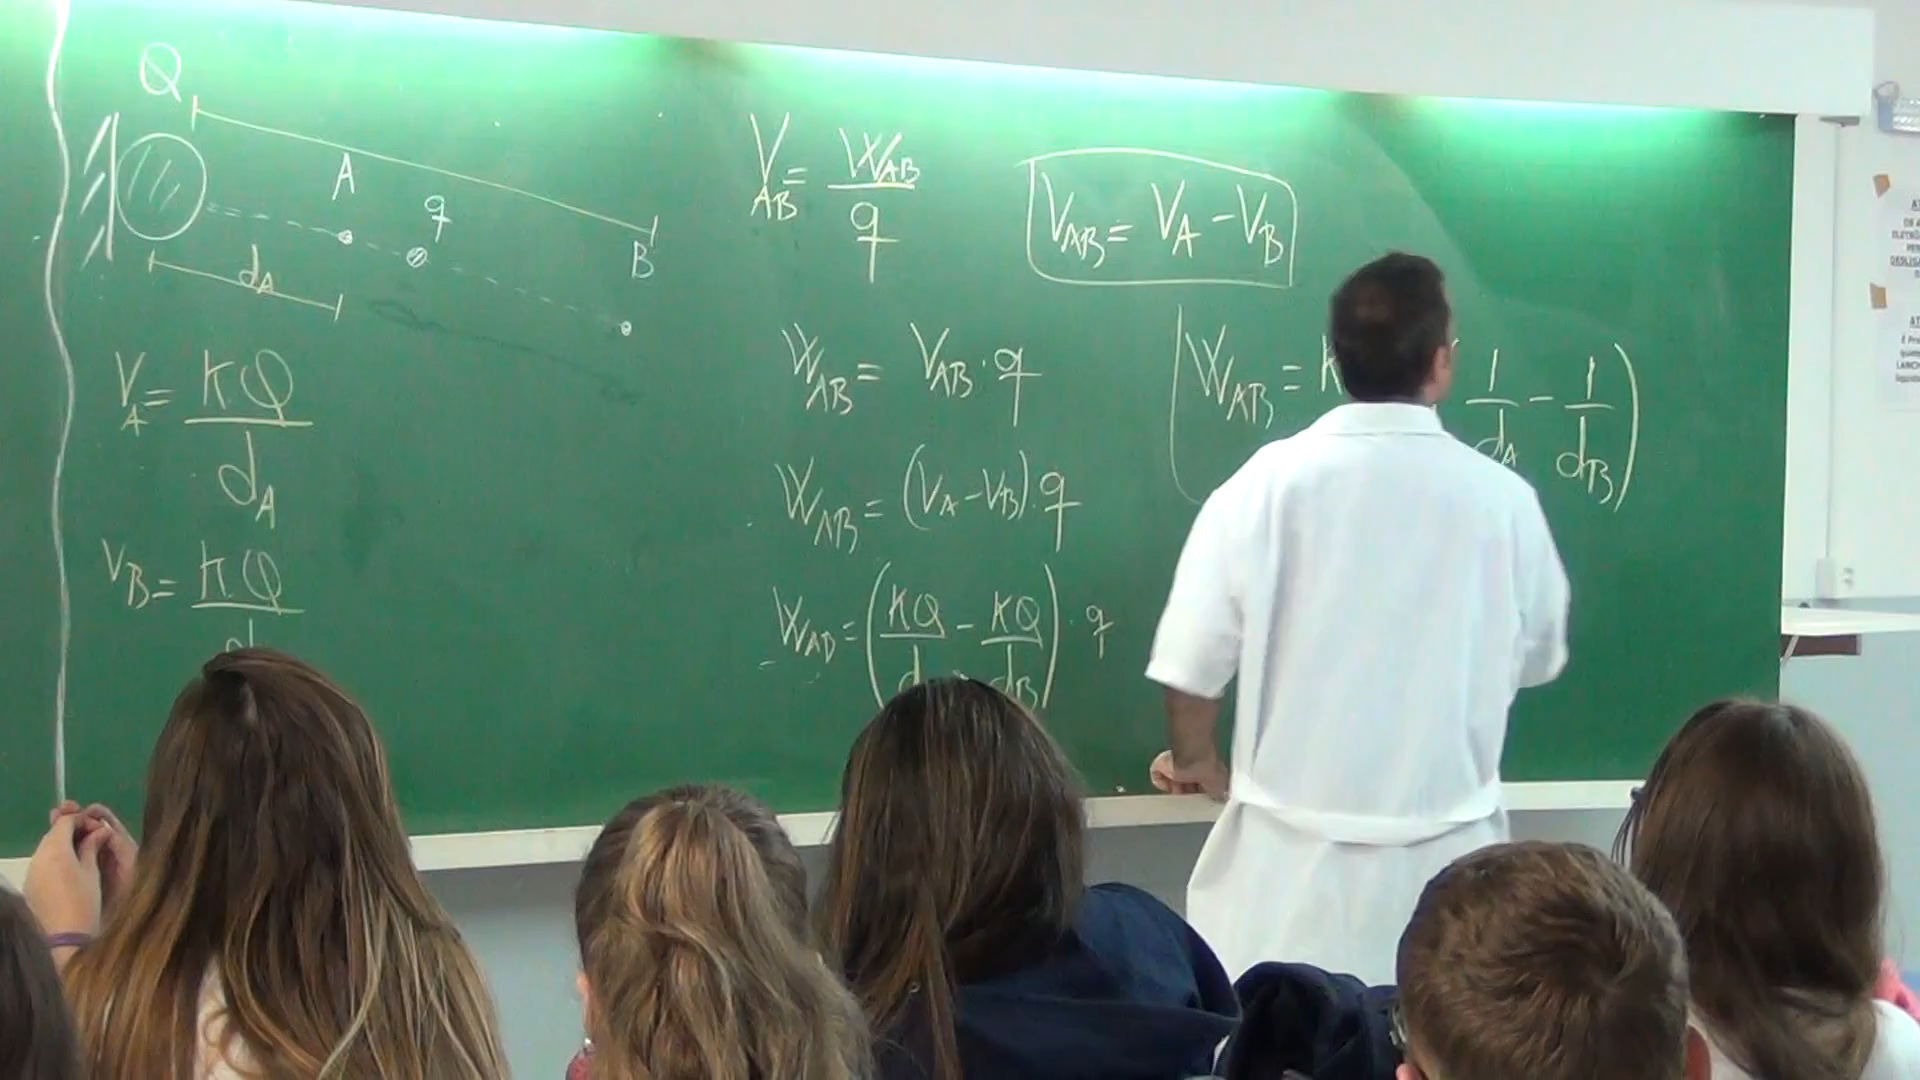 Q
A
q
B
dA
VA = KQ / dA
VB = KQ
VAB = WAB / q
VAB = VA - VB
WAB = VAB . q
WAB = (VA - VB) . q
WAB = (KQ / d - KQ / dB) . q
WAB = K ( 1 / dA - 1 / dB )